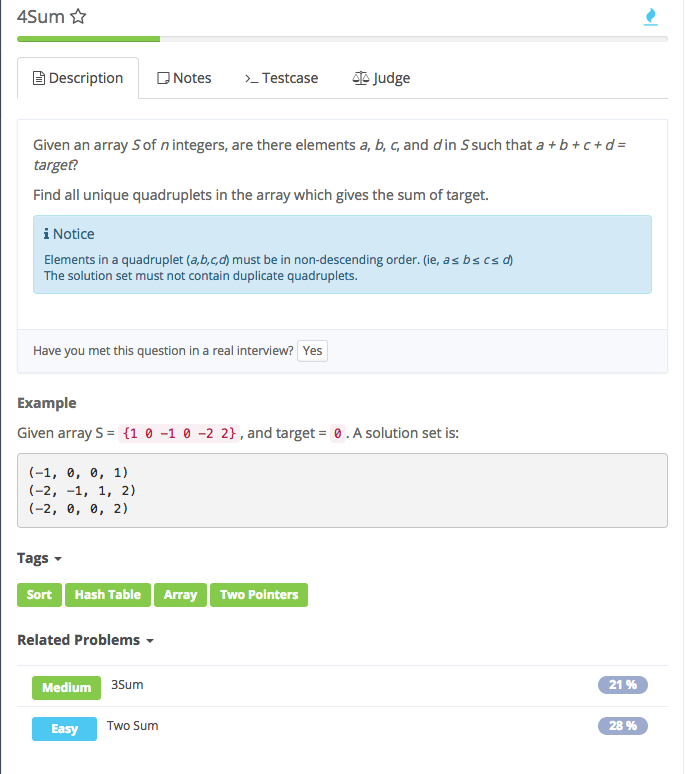 4Sum
Description
Notes
>_ Testcase
Judge
Given an array S of n integers, are there elements a, b, c, and d in S such that a + b + c + d =
target?
Find all unique quadruplets in the array which gives the sum of target.
i Notice
Elements in a quadruplet (a,b,c,d) must be in non-descending order. (ie, a ≤ b ≤ c ≤ d)
The solution set must not contain duplicate quadruplets.
Have you met this question in a real interview? Yes
Example
Given array S = {1 0 -1 0 -2 2}, and target = 0. A solution set is:
(-1, 0, 0, 1)
(-2, -1, 1, 2)
(-2, 0, 0, 2)
Tags
Sort Hash Table Array Two Pointers
Related Problems
Medium 3Sum 21 %
Easy Two Sum 28 %